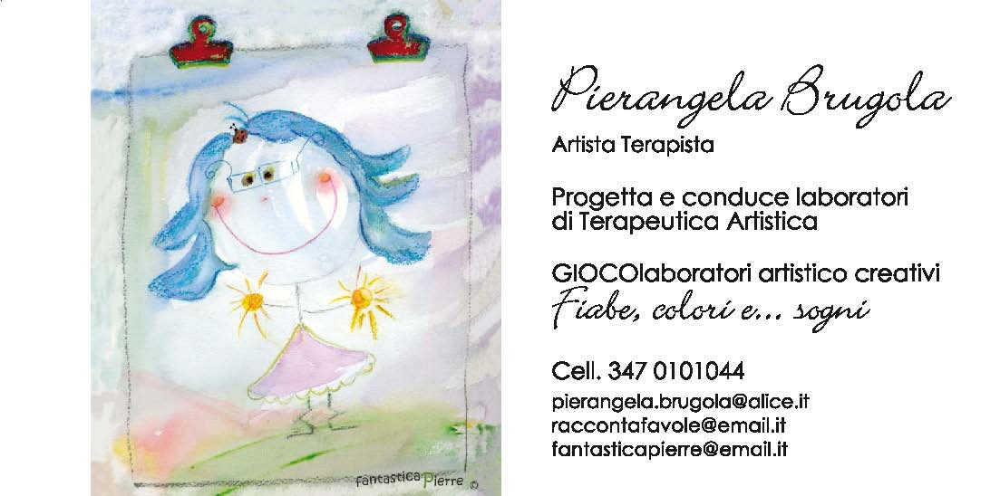 Pierangela Brugola
Artista Terapista
Progetta e conduce laboratori
di Terapeutica Artistica
GIOCOlaboratori artistico creativi
Fiabe, colori e... sogni
Cell. 347 0101044
pierangela.brugola@alice.it
raccontafavole@email.it
fantasticapierre@email.it
fantasticaPierre ©